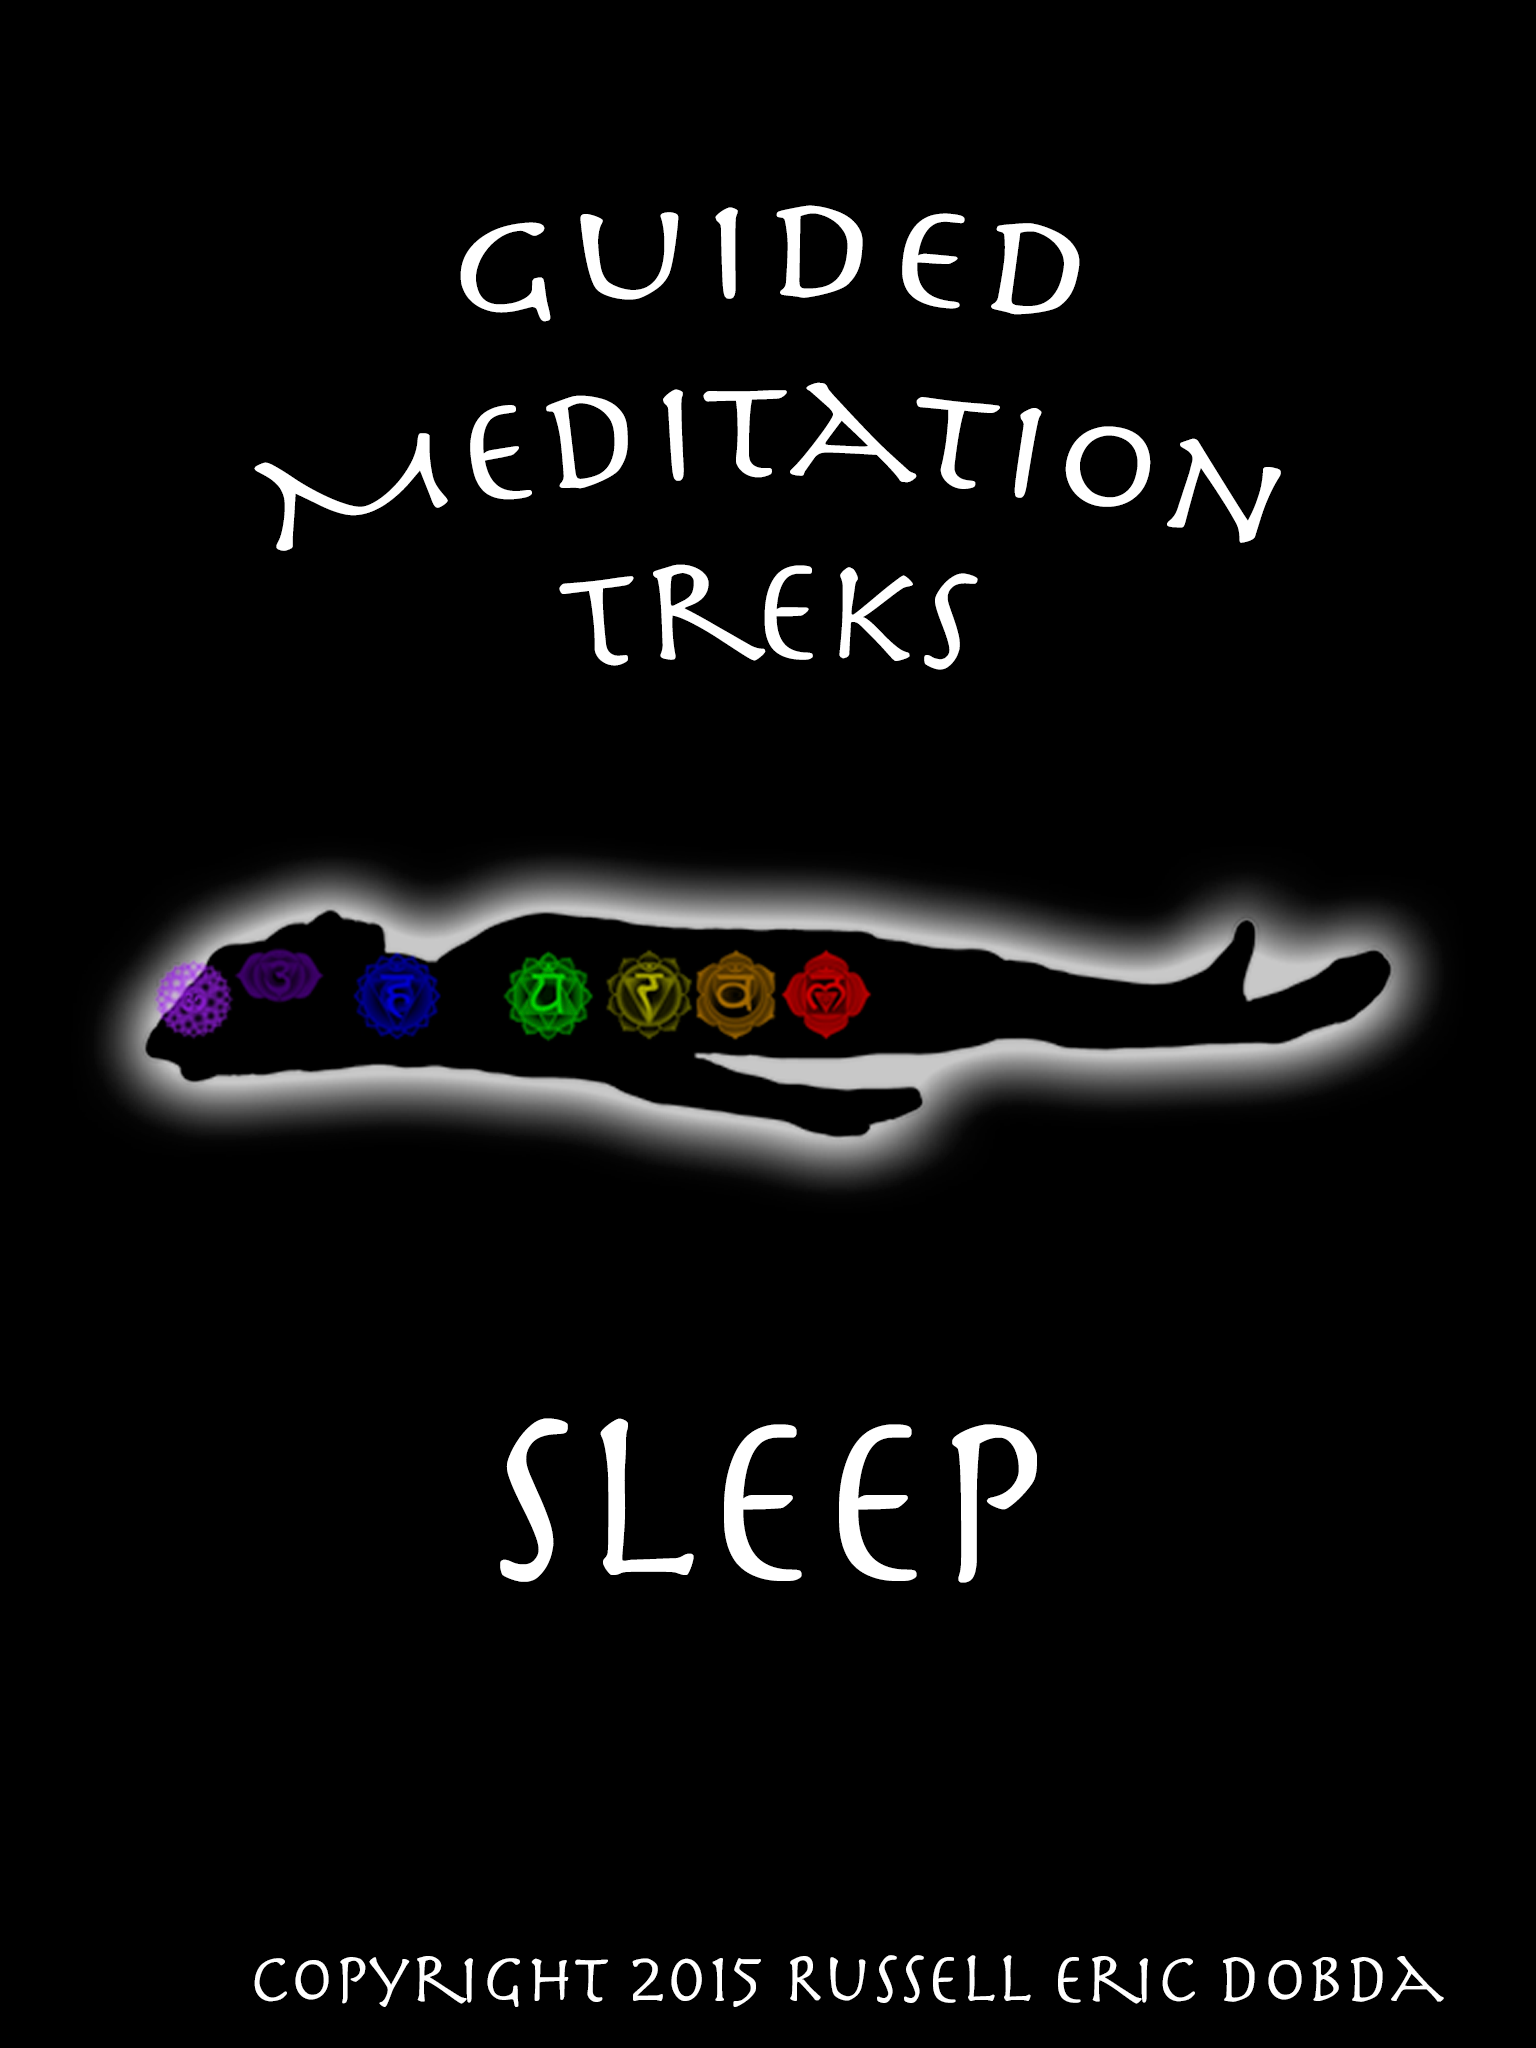 GUIDED
MEDITATION
TREKS
ॐ ॐ हं यं रं वं लं
SLEEP
COPYRIGHT 2015 RUSSELL ERIC DOBDA